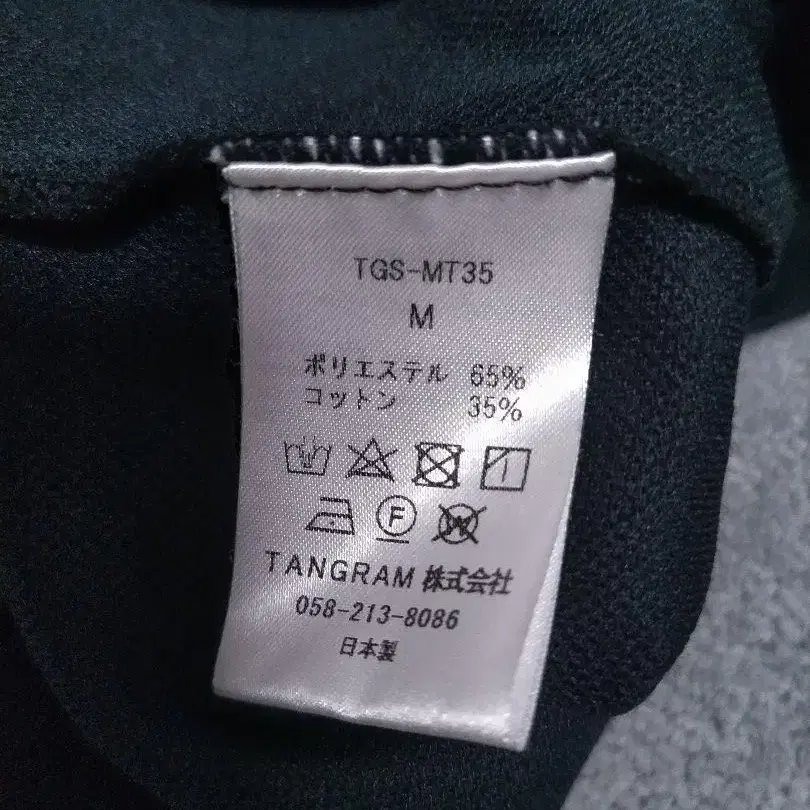 TGS-MT35
M
ポリエステル 65%
コットン 35%
F W
TANGRAM 株式会社
058-213-8086
日本製